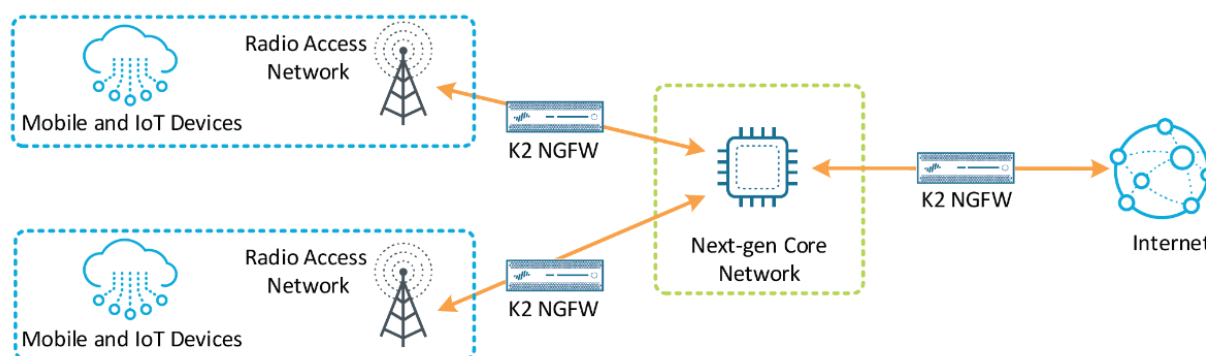 Radio Access
Network
Mobile and IoT Devices
K2 NGFW
K2 NGFW
Radio Access
Network
Mobile and IoT Devices
K2 NGFW
Next-gen Core
Network
Internet